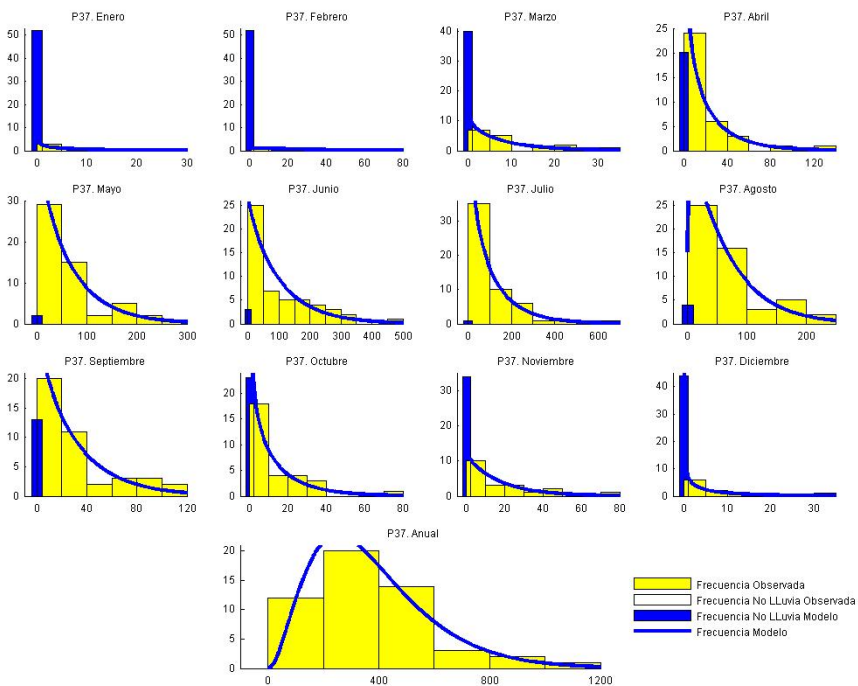 P37. Enero
50
40
30
20
10
0
0 10 20 30
P37. Febrero
50
40
30
20
10
0
0 20 40 60 80
P37. Marzo
40
30
20
10
0
0 10 20 30
P37. Abril
25
20
15
10
5
0
0 40 80 120
P37. Mayo
30
20
10
0
0 100 200 300
P37. Junio
25
20
15
10
5
0
0 100 200 300 400 500
P37. Julio
30
20
10
0
0 200 400 600
P37. Agosto
25
20
15
10
5
0
0 100 200
P37. Septiembre
20
15
10
5
0
0 40 80 120
P37. Octubre
20
15
10
5
0
0 20 40 60 80
P37. Noviembre
30
20
10
0
0 20 40 60 80
P37. Diciembre
40
30
20
10
0
0 10 20 30
P37. Anual
20
15
10
5
0
0 400 800 1200
Frecuencia Observada
Frecuencia No LLuvia Observada
Frecuencia No LLuvia Modelo
Frecuencia Modelo